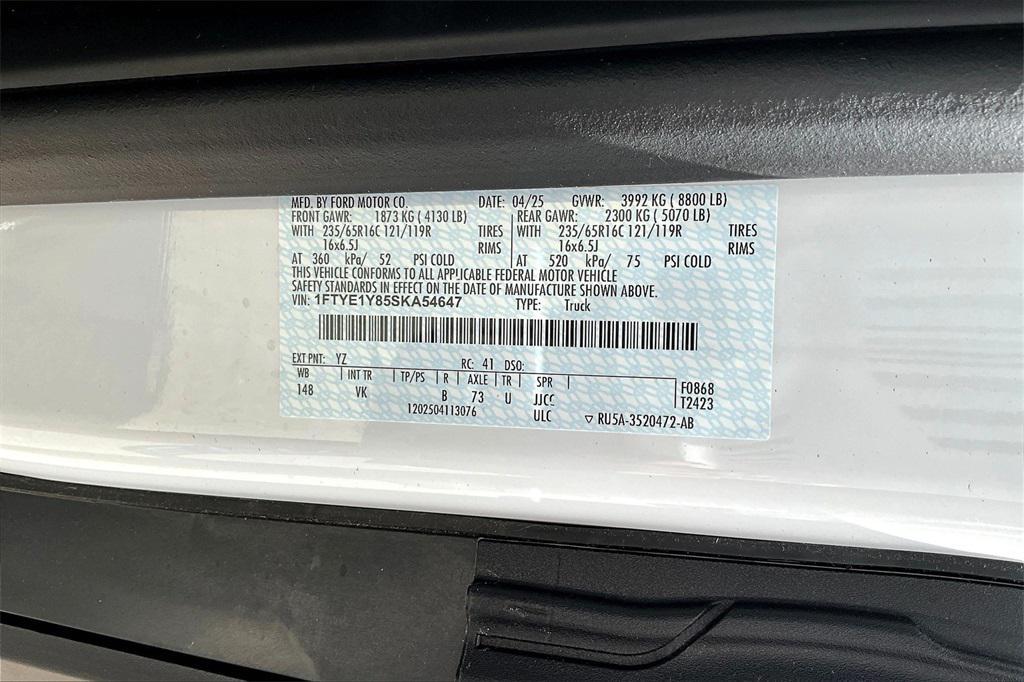 MFD. BY FORD MOTOR CO. DATE: 04/25 GVWR: 3992 KG ( 8800 LB)
FRONT GAWR: 1873 KG ( 4130 LB) REAR GAWR: 2300 KG ( 5070 LB)
WITH 235/65R16C 121/119R TIRES WITH 235/65R16C 121/119R TIRES
16x6.5J RIMS 16x6.5J RIMS
AT 360 kPa/ 52 PSI COLD AT 520 kPa/ 75 PSI COLD
THIS VEHICLE CONFORMS TO ALL APPLICABLE FEDERAL MOTOR VEHICLE
SAFETY STANDARDS IN EFFECT ON THE DATE OF MANUFACTURE SHOWN ABOVE.
VIN: 1FTYE1Y85SKA54647 TYPE: Truck
EXT PNT: YZ RC: 41 DSO:
WB INT TR TP/PS R AXLE TR SPR F0868
148 VK B 73 U JJCC T2423
1202504113076 ULC ▽ RU5A-3520472-AB